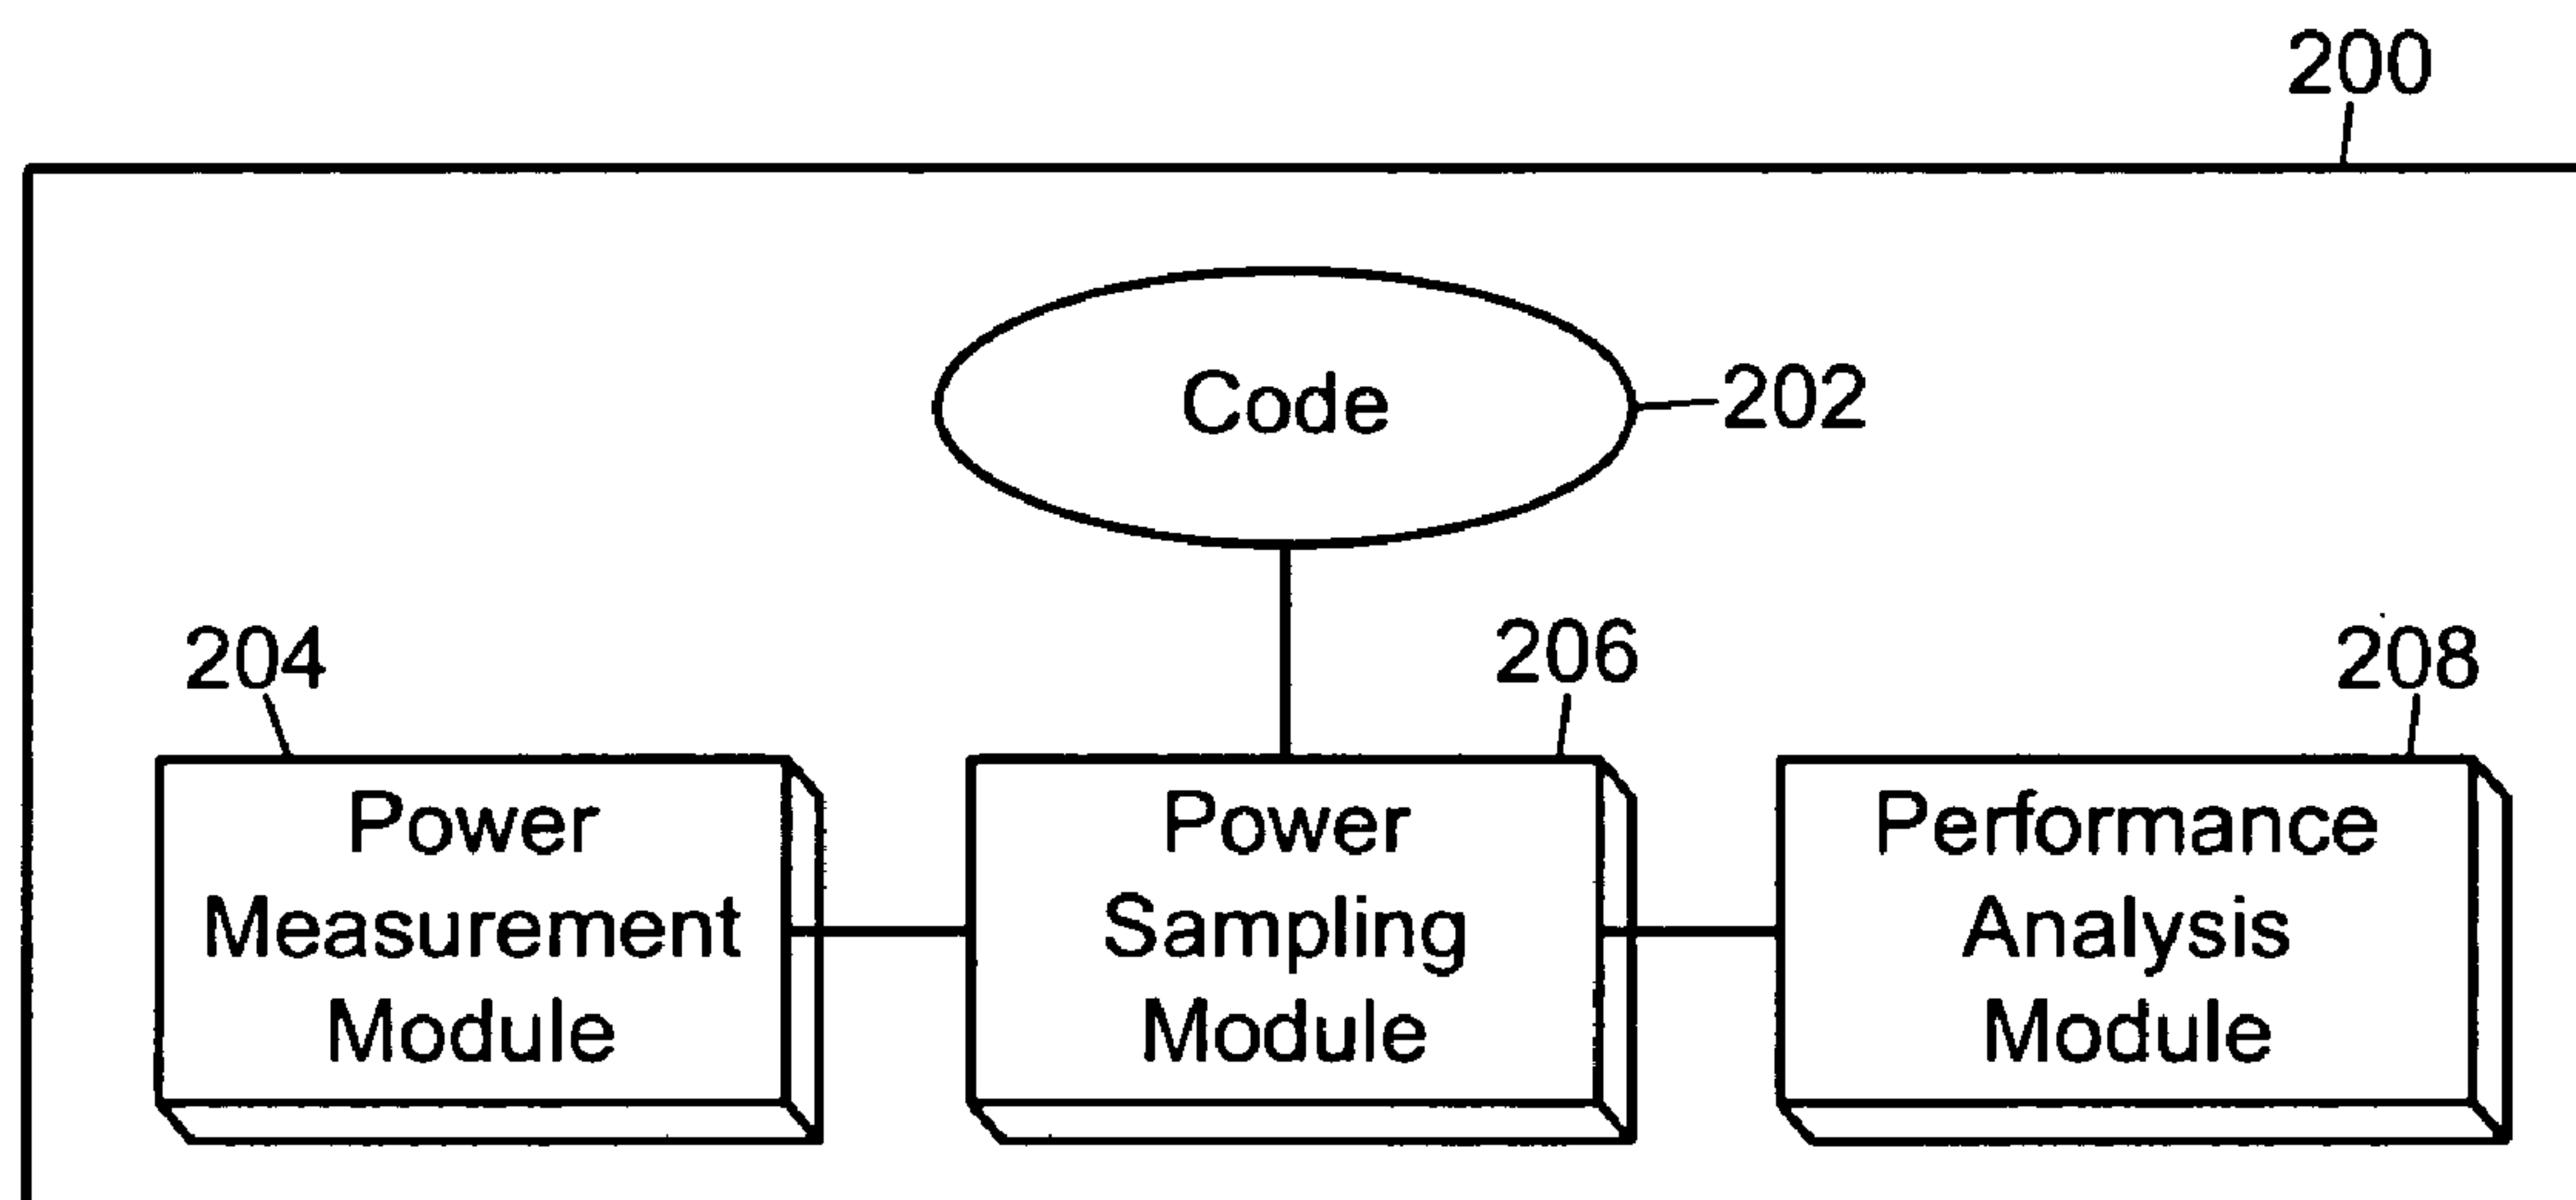 200
Code
202
204
206
208
Power
Measurement
Module
Power
Sampling
Module
Performance
Analysis
Module